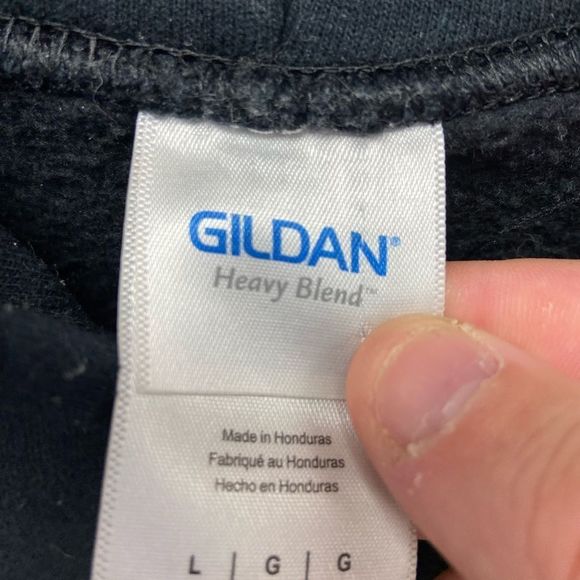 GILDAN®
Heavy Blend™
Made in Honduras
Fabriqué au Honduras
Hecho en Honduras
L | G | G